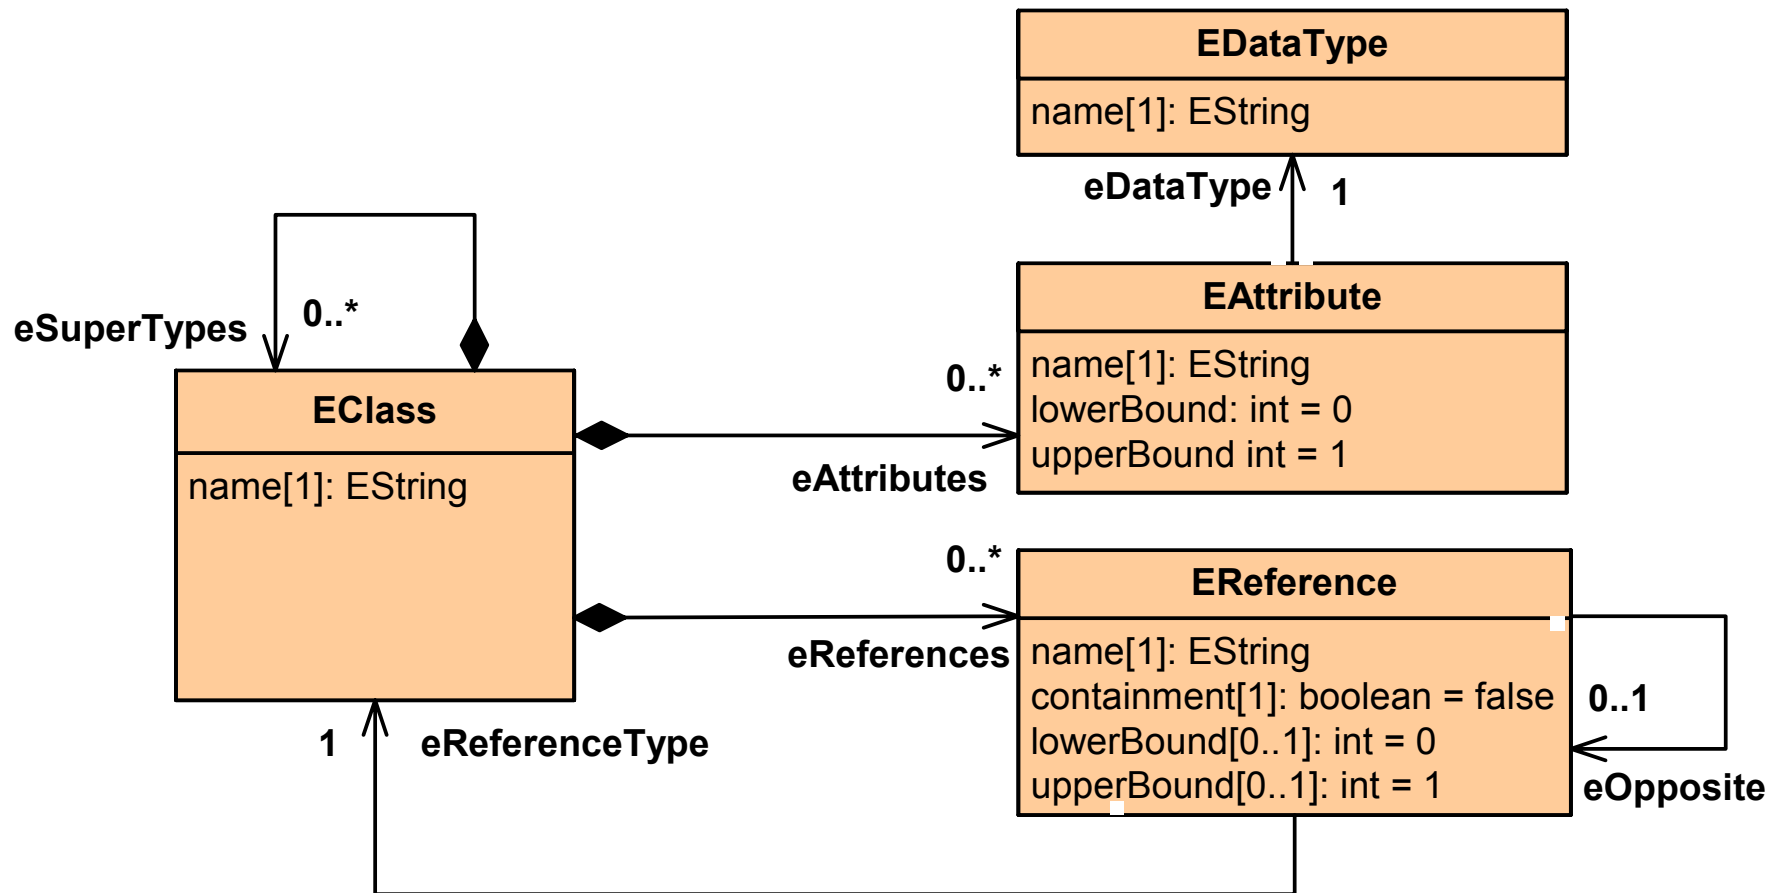 EDataType
name[1]: EString
eDataType
1
eSuperTypes
0..*
EClass
name[1]: EString
0..*
eAttributes
EAttribute
name[1]: EString
lowerBound: int = 0
upperBound int = 1
0..*
eReferences
EReference
name[1]: EString
containment[1]: boolean = false
lowerBound[0..1]: int = 0
upperBound[0..1]: int = 1
0..1
eOpposite
1
eReferenceType